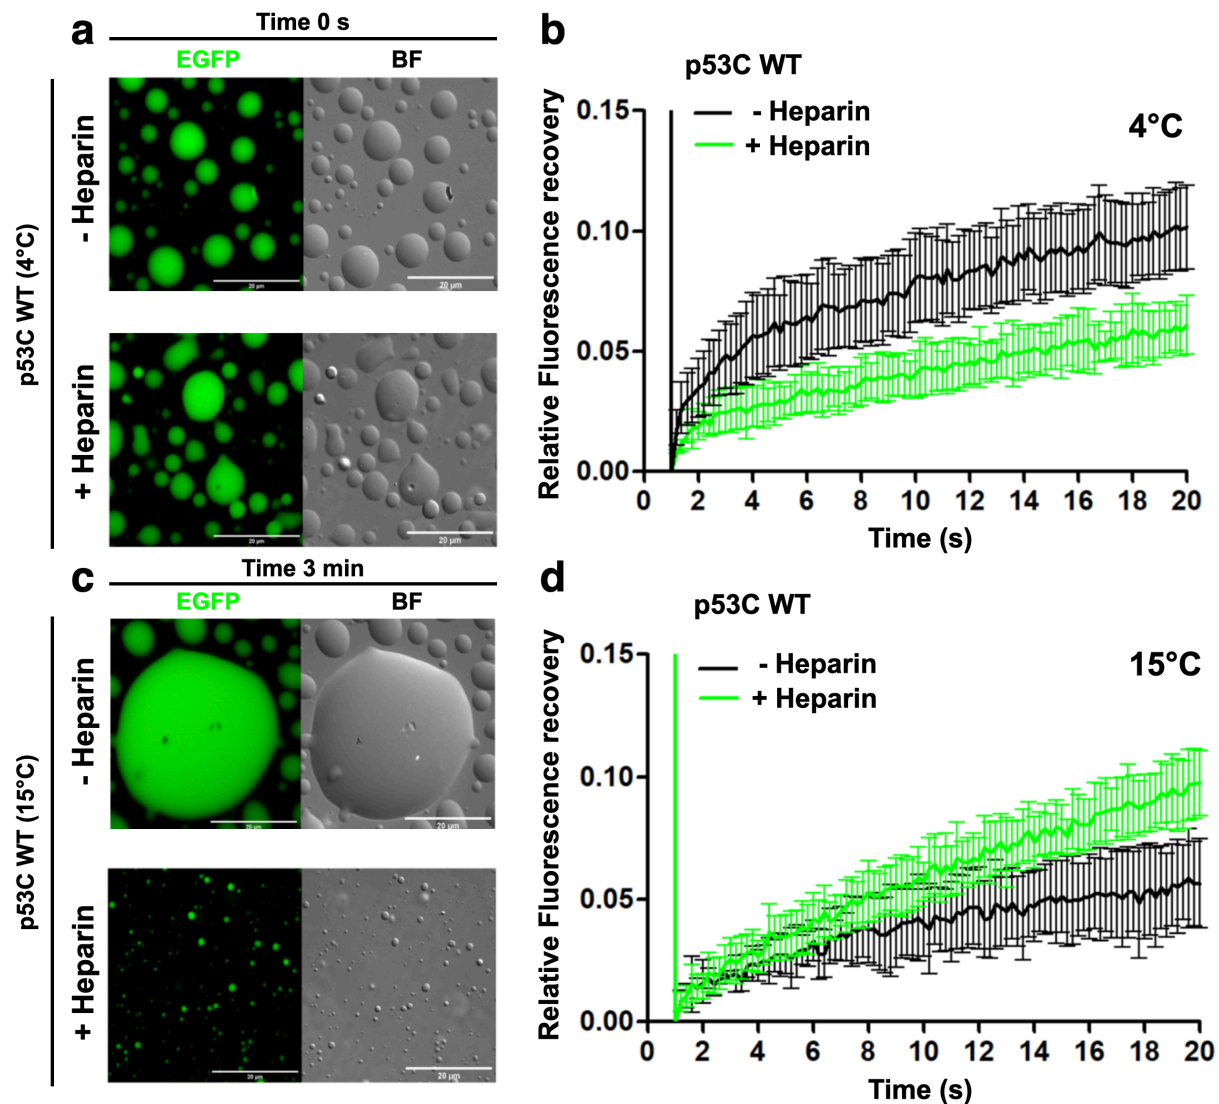 a
Time 0 s
EGFP
BF
p53C WT (4°C)
- Heparin
20 µm
20 µm
+ Heparin
20 µm
20 µm
b
p53C WT
- Heparin
+ Heparin
4°C
Relative Fluorescence recovery
0.15
0.10
0.05
0.00
0 2 4 6 8 10 12 14 16 18 20
Time (s)
c
Time 3 min
EGFP
BF
p53C WT (15°C)
- Heparin
20 µm
20 µm
+ Heparin
20 µm
20 µm
d
p53C WT
- Heparin
+ Heparin
15°C
Relative Fluorescence recovery
0.15
0.10
0.05
0.00
0 2 4 6 8 10 12 14 16 18 20
Time (s)